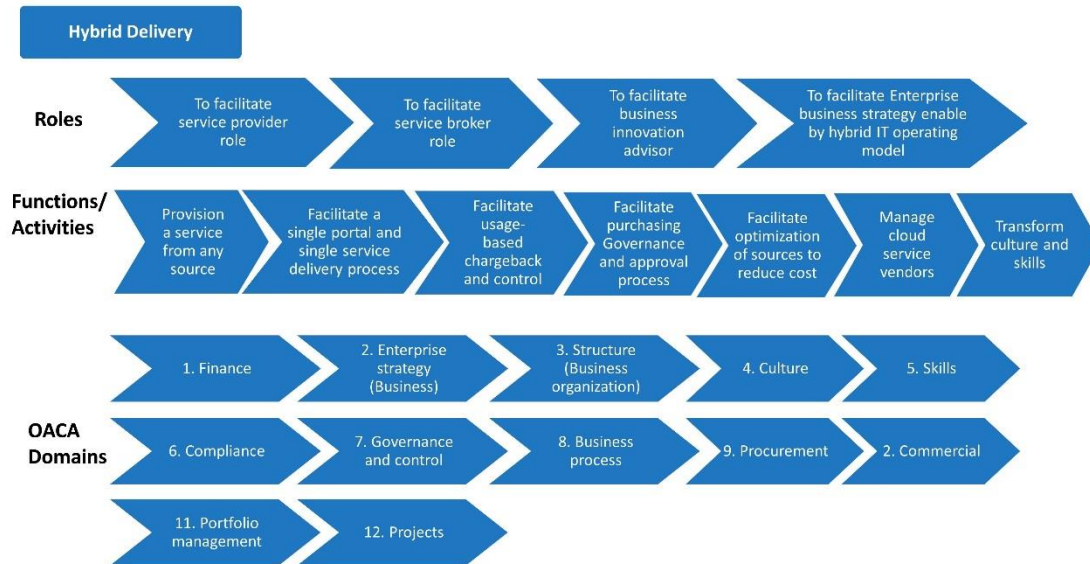 Hybrid Delivery
Roles
To facilitate
service provider
role
To facilitate
service broker
role
To facilitate
business
innovation
advisor
To facilitate Enterprise
business strategy enable
by hybrid IT operating
model
Functions/
Activities
Provision
a service
from any
source
Facilitate a
single portal and
single service
delivery process
Facilitate
usage-
based
chargeback
and control
Facilitate
purchasing
Governance
and approval
process
Facilitate
optimization
of sources to
reduce cost
Manage
cloud
service
vendors
Transform
culture and
skills
OACA
Domains
1. Finance
2. Enterprise
strategy
(Business)
3. Structure
(Business
organization)
4. Culture
5. Skills
6. Compliance
7. Governance
and control
8. Business
process
9. Procurement
2. Commercial
11. Portfolio
management
12. Projects